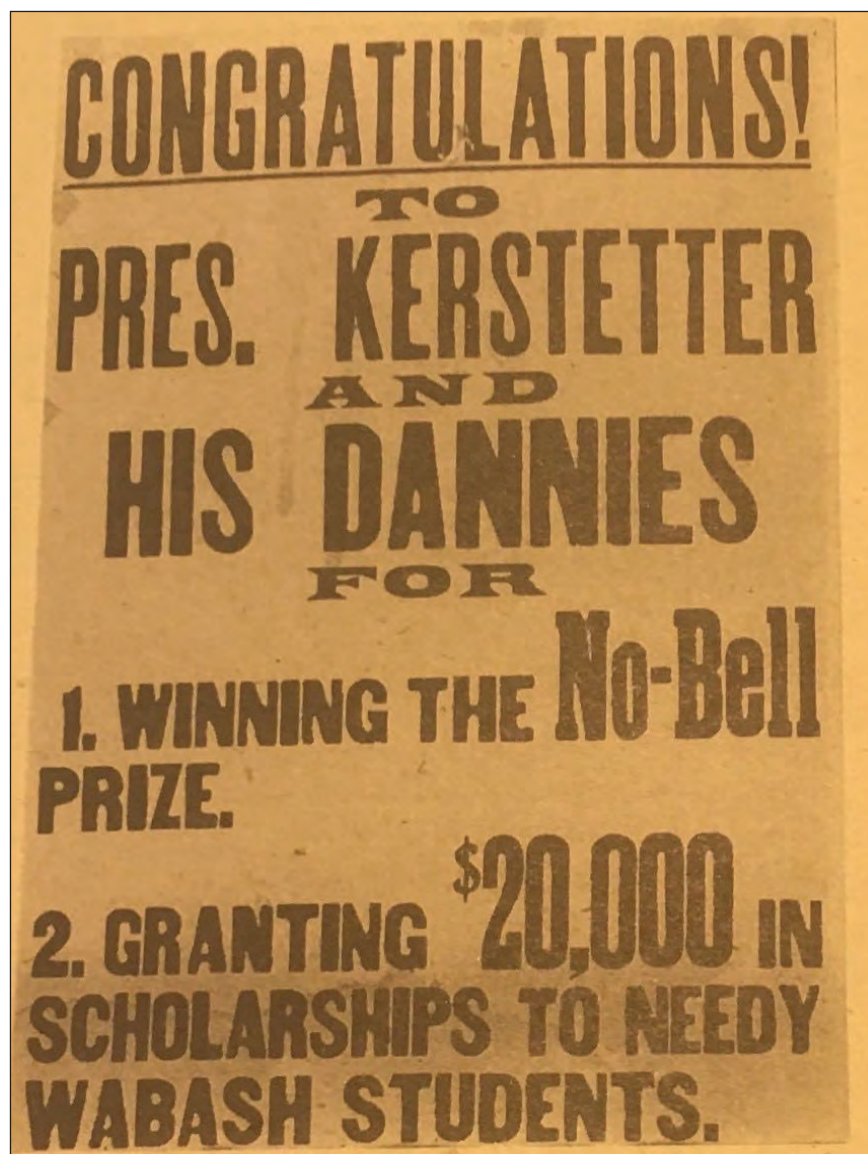 CONGRATULATIONS!
TO
PRES. KERSTETTER
AND
HIS DANNIES
FOR
1. WINNING THE No-Bell
PRIZE.
2. GRANTING $20,000 IN
SCHOLARSHIPS TO NEEDY
WABASH STUDENTS.